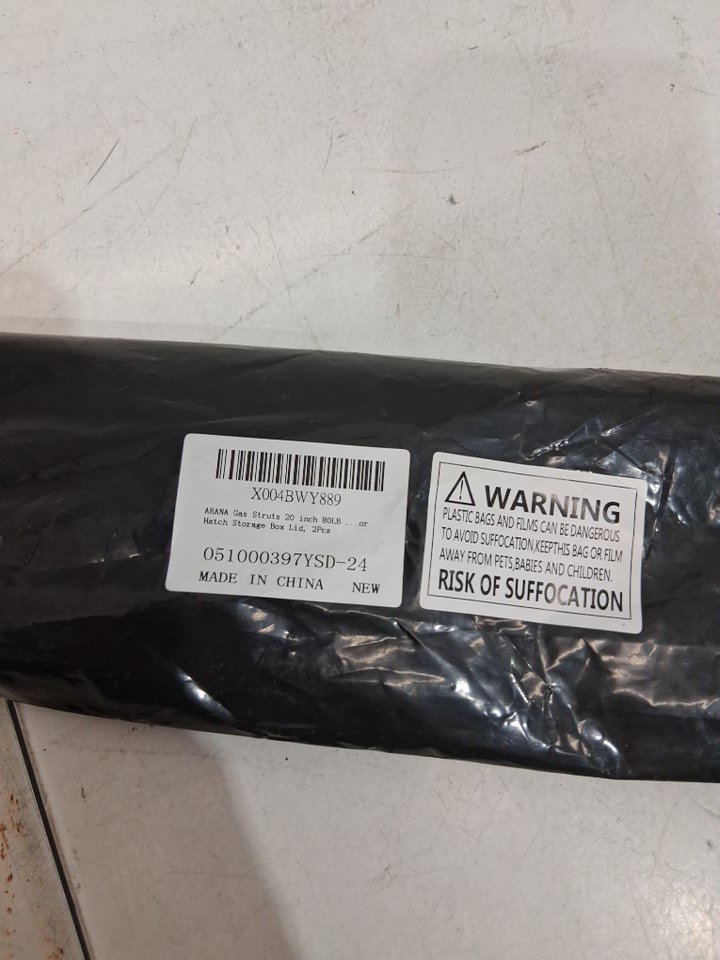 X004BWY889
ARANA Gas Struts 20 inch 80LB ...or
Hatch Storage Box Lid, 2Pcs
051000397YSD-24
MADE IN CHINA NEW
WARNING
PLASTIC BAGS AND FILMS CAN BE DANGEROUS
TO AVOID SUFFOCATION,KEEPTHIS BAG OR FILM
AWAY FROM PETS,BABIES AND CHILDREN.
RISK OF SUFFOCATION